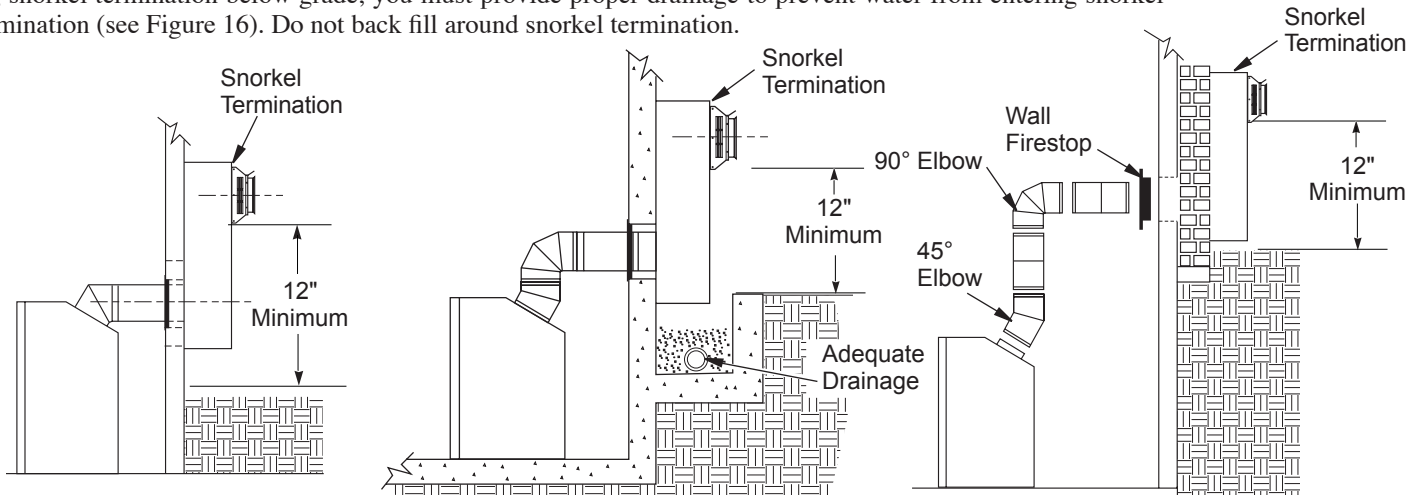 snorkel termination below grade, you must provide proper drainage to prevent water from entering snorkel
mination (see Figure 16). Do not back fill around snorkel termination.
Snorkel
Termination
12"
Minimum
Snorkel
Termination
12"
Minimum
Adequate
Drainage
Snorkel
Termination
Wall
Firestop
90° Elbow
45°
Elbow
12"
Minimum